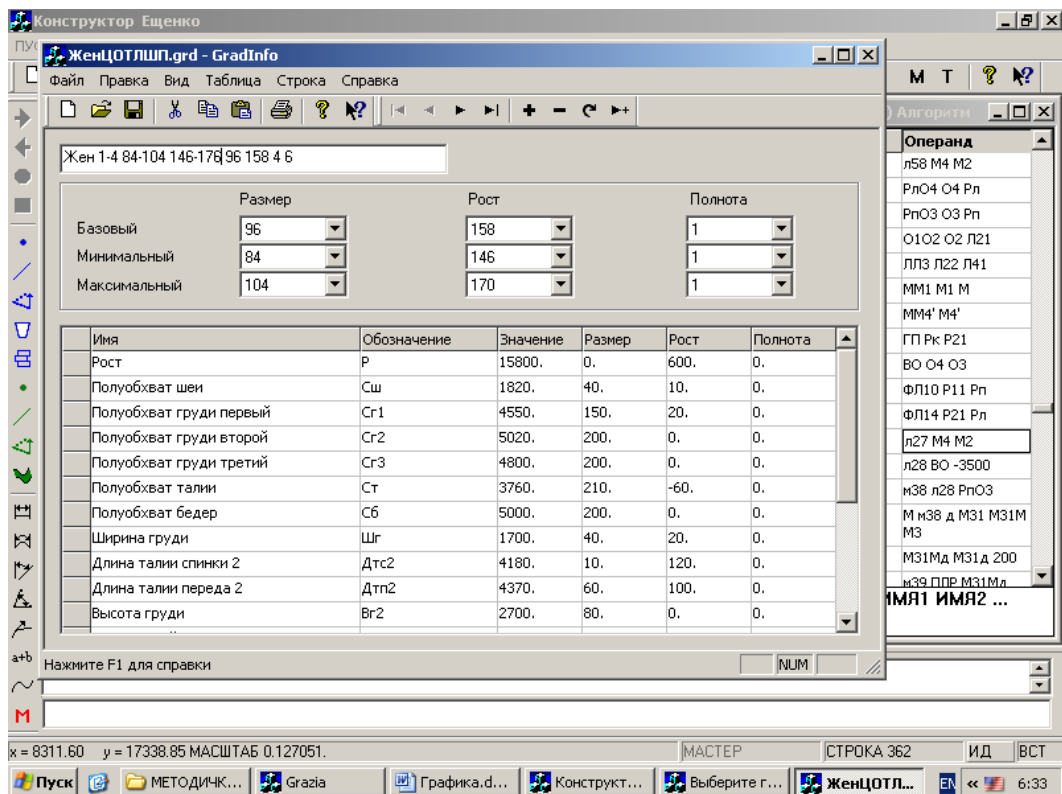 Конструктор Ещенко
ЖенЦОТЛШП.grd - GradInfo
Файл Правка Вид Таблица Строка Справка
М Т
Жен 1-4 84-104 146-176 96 158 4 6
Размер Рост Полнота
Базовый 96 158 1
Минимальный 84 146 1
Максимальный 104 170 1
Имя Обозначение Значение Размер Рост Полнота
Рост Р 15800. 0. 600. 0.
Полуобхват шеи Сш 1820. 40. 10. 0.
Полуобхват груди первый Сг1 4550. 150. 20. 0.
Полуобхват груди второй Сг2 5020. 200. 0. 0.
Полуобхват груди третий Сг3 4800. 200. 0. 0.
Полуобхват талии Ст 3760. 210. -60. 0.
Полуобхват бедер Сб 5000. 200. 0. 0.
Ширина груди Шг 1700. 40. 20. 0.
Длина талии спинки 2 Дтс2 4180. 10. 120. 0.
Длина талии переда 2 Дтп2 4370. 60. 100. 0.
Высота груди Вг2 2700. 80. 0. 0.
Нажмите F1 для справки NUM
) Алгоритм
Операнд
л58 М4 М2
РлО4 О4 Рл
РпО3 О3 Рп
О1О2 О2 Л21
ЛЛ3 Л22 Л41
ММ1 М1 М
ММ4' М4'
ГП Рк Р21
ВО О4 О3
ФЛ10 Р11 Рп
ФЛ14 Р21 Рл
л27 М4 М2
л28 ВО -3500
м38 л28 РпО3
М м38 д М31 М31М
М3
М31Мд М31д 200
м39 ППР М31Мд
ИМЯ1 ИМЯ2 ...
a+b
М
x = 8311.60 y = 17338.85 МАСШТАБ 0.127051. МАСТЕР СТРОКА 362 ИД ВСТ
Пуск МЕТОДИЧК... Grazia Графика.d... Конструкт... Выберите г... ЖенЦОТЛ... EN « 6:33